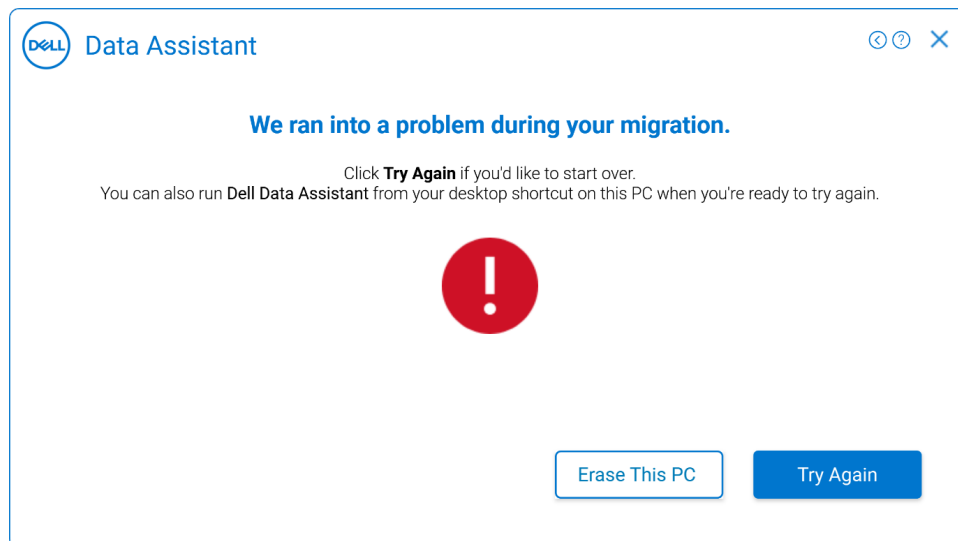 DELL Data Assistant
We ran into a problem during your migration.
Click Try Again if you'd like to start over.
You can also run Dell Data Assistant from your desktop shortcut on this PC when you're ready to try again.
Erase This PC Try Again